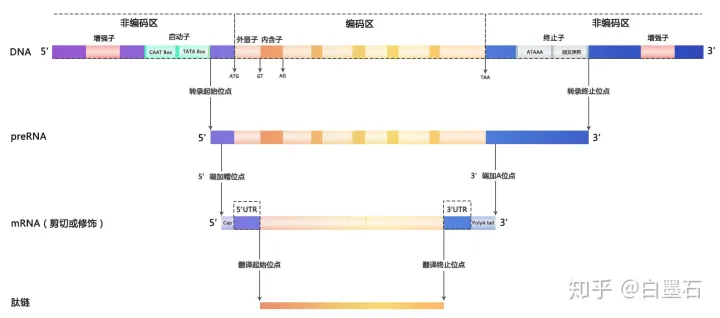 非编码区 编码区 非编码区
增强子 启动子 外显子 内含子 终止子 增强子
DNA 5′ CAAT Box TATA Box ATAAA 回文序列 3′
ATG GT AG TAA
转录起始位点 转录终止位点
preRNA 5′ 3′
5′ 端加帽位点 3′ 端加A位点
5′UTR 3′UTR
mRNA（剪切或修饰） 5′ Cap PolyA tail 3′
翻译起始位点 翻译终止位点
肽链
知乎 @白墨石